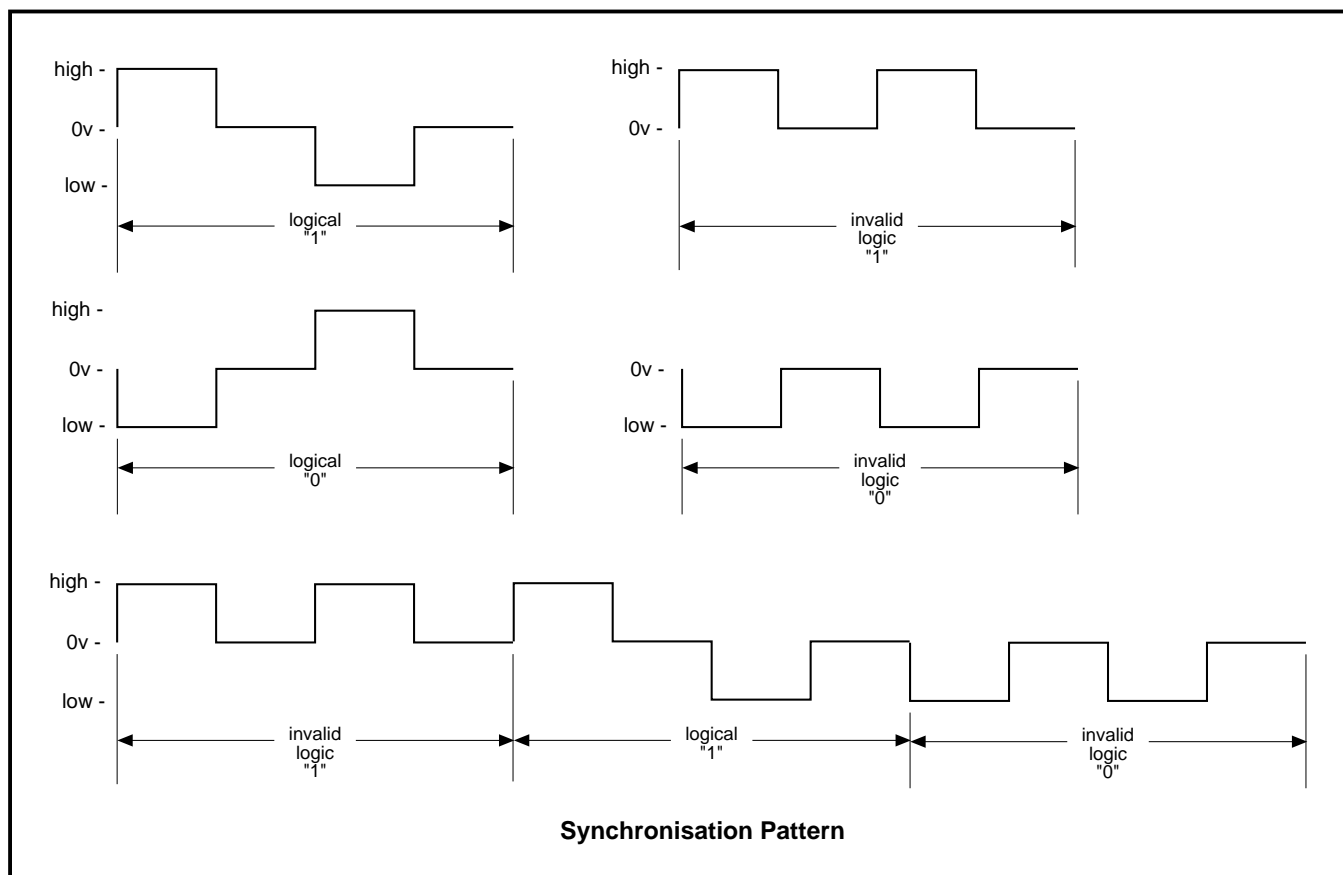 high -
0v -
low -
logical
"1"
high -
0v -
invalid
logic
"1"
high -
0v -
low -
logical
"0"
0v -
low -
invalid
logic
"0"
high -
0v -
low -
invalid
logic
"1"
logical
"1"
invalid
logic
"0"
Synchronisation Pattern